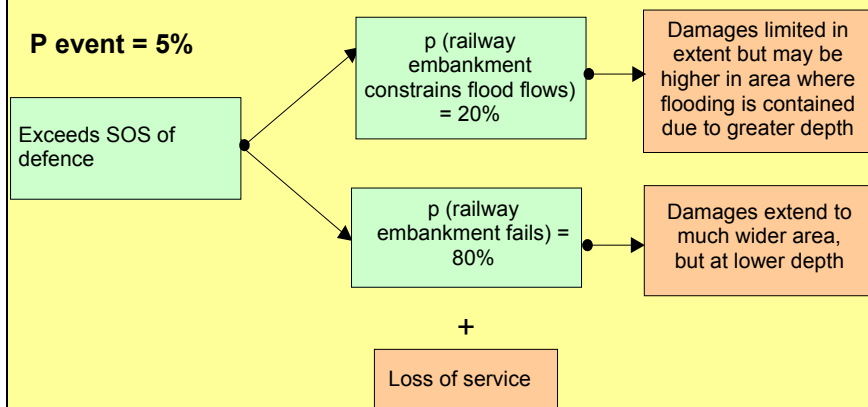 P event = 5%
Exceeds SOS of
defence
p (railway
embankment
constrains flood flows)
= 20%
Damages limited in
extent but may be
higher in area where
flooding is contained
due to greater depth
p (railway
embankment fails) =
80%
Damages extend to
much wider area,
but at lower depth
+
Loss of service